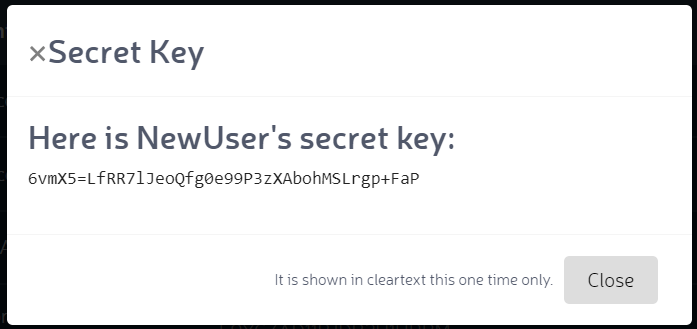 ×Secret Key
Here is NewUser's secret key:
6vmX5=LfRR7lJeoQfg0e99P3zXAbohMSLrgp+FaP
It is shown in cleartext this one time only.
Close